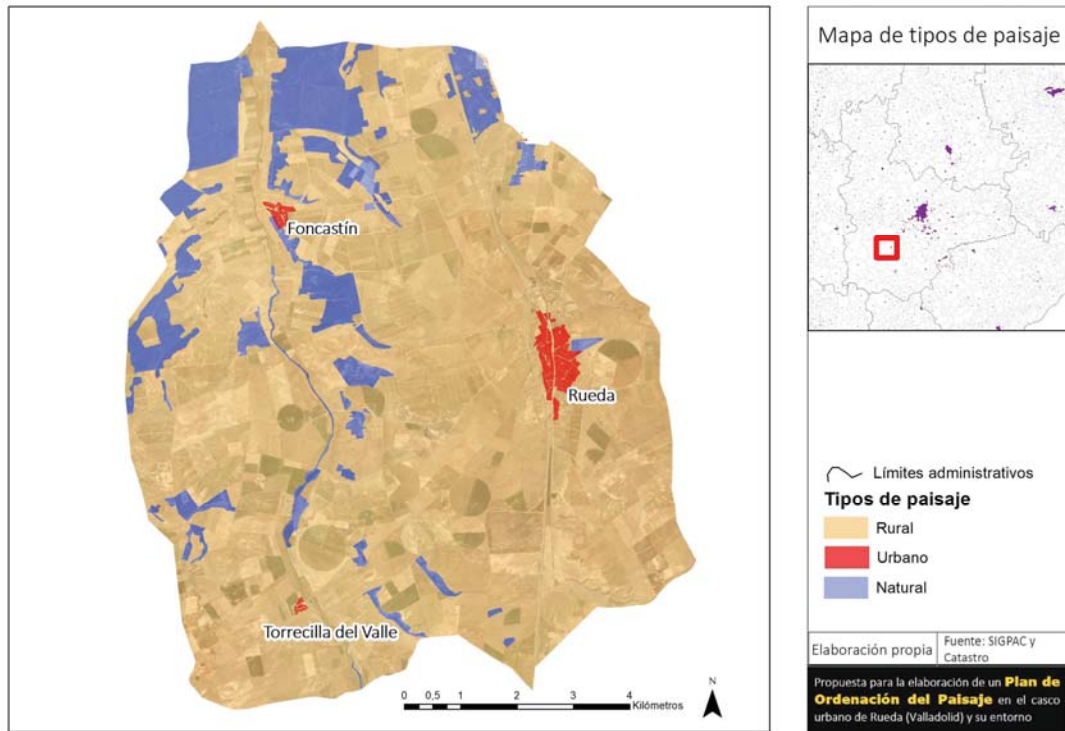 Foncastín
Rueda
Torrecilla del Valle
0 0,5 1 2 3 4
Kilómetros
N
Mapa de tipos de paisaje
Límites administrativos
Tipos de paisaje
Rural
Urbano
Natural
Elaboración propia
Fuente: SIGPAC y
Catastro
Propuesta para la elaboración de un Plan de
Ordenación del Paisaje en el casco
urbano de Rueda (Valladolid) y su entorno